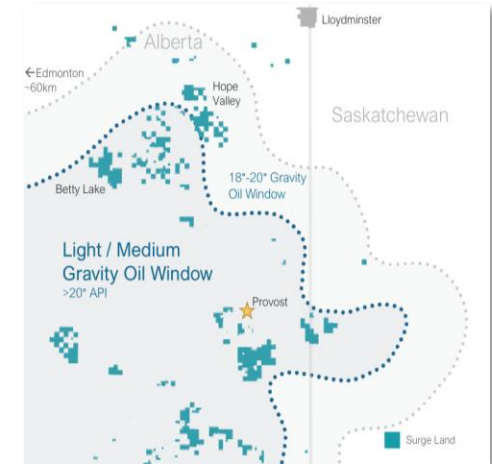 Lloydminster
Alberta
←Edmonton
~60km
Hope
Valley
Saskatchewan
18°-20° Gravity
Oil Window
Betty Lake
Light / Medium
Gravity Oil Window
>20° API
Provost
Surge Land